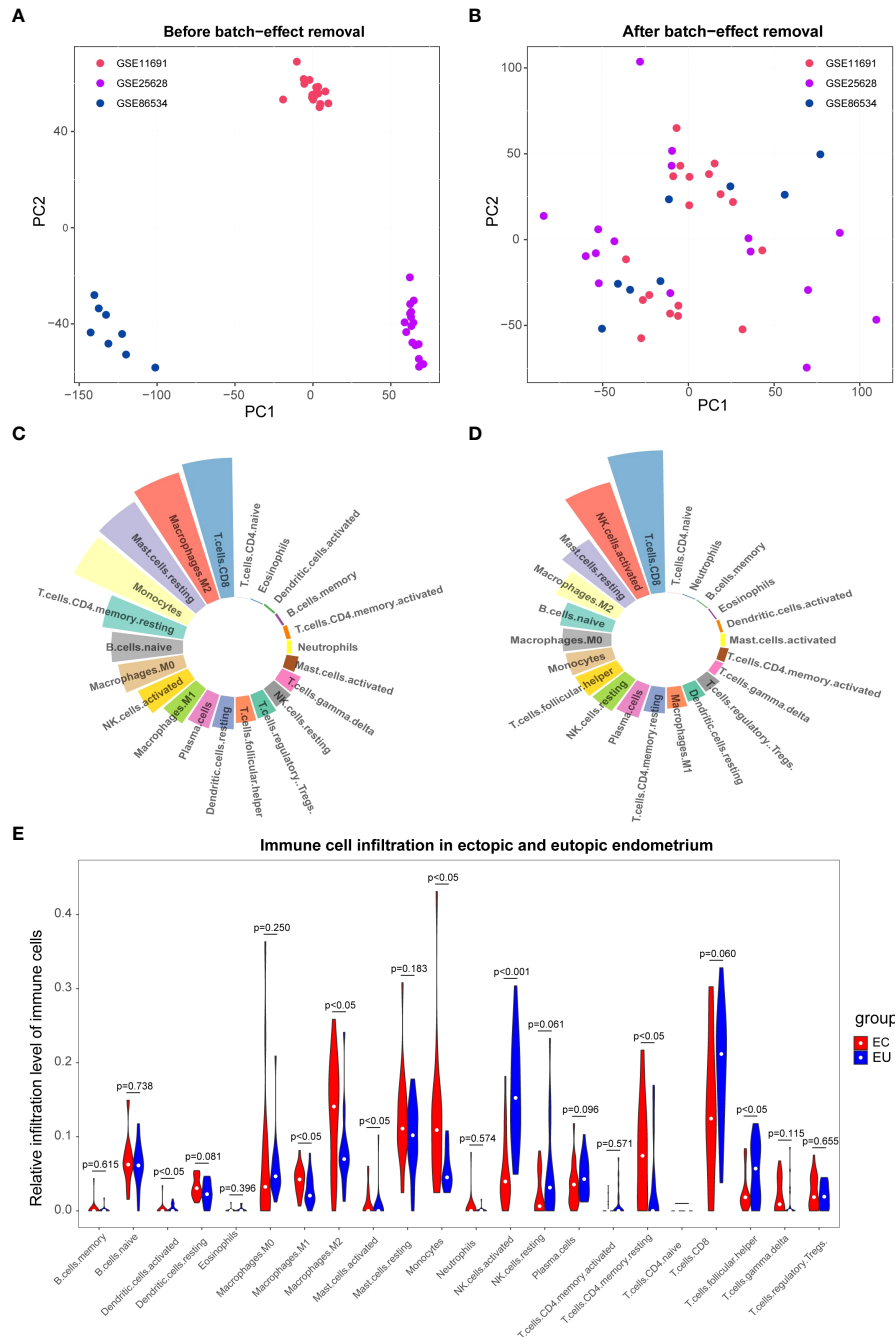 A
Before batch−effect removal
GSE11691
GSE25628
GSE86534
40
0
−40
PC2
−150
−100
−50
0
50
PC1
B
After batch−effect removal
GSE11691
GSE25628
GSE86534
100
50
0
−50
PC2
−50
0
50
100
PC1
C
T.cells.CD8
Macrophages.M2
Mast.cells.resting
Monocytes
T.cells.CD4.memory.resting
B.cells.naive
Macrophages.M0
NK.cells.activated
Macrophages.M1
Plasma.cells
Dendritic.cells.resting
T.cells.follicular.helper
T.cells.regulatory..Tregs.
NK.cells.resting
T.cells.gamma.delta
Mast.cells.activated
Neutrophils
T.cells.CD4.memory.activated
B.cells.memory
Dendritic.cells.activated
Eosinophils
T.cells.CD4.naive
D
T.cells.CD8
NK.cells.activated
Mast.cells.resting
Macrophages.M2
B.cells.naive
Macrophages.M0
Monocytes
T.cells.follicular.helper
NK.cells.resting
Plasma.cells
T.cells.CD4.memory.resting
Macrophages.M1
Dendritic.cells.resting
T.cells.regulatory..Tregs.
T.cells.gamma.delta
T.cells.CD4.memory.activated
Mast.cells.activated
Dendritic.cells.activated
Eosinophils
B.cells.memory
Neutrophils
T.cells.CD4.naive
E
Immune cell infiltration in ectopic and eutopic endometrium
Relative infiltration level of immune cells
0.4
0.3
0.2
0.1
0.0
p=0.615
p=0.738
p<0.05
p=0.081
p=0.396
p=0.250
p<0.05
p<0.05
p<0.05
p=0.183
p<0.05
p=0.574
p<0.001
p=0.061
p=0.096
p=0.571
p<0.05
p=0.060
p<0.05
p=0.115
p=0.655
B.cells.memory
B.cells.naive
Dendritic.cells.activated
Dendritic.cells.resting
Eosinophils
Macrophages.M0
Macrophages.M1
Macrophages.M2
Mast.cells.activated
Mast.cells.resting
Monocytes
Neutrophils
NK.cells.activated
NK.cells.resting
Plasma.cells
T.cells.CD4.memory.activated
T.cells.CD4.memory.resting
T.cells.CD4.naive
T.cells.CD8
T.cells.follicular.helper
T.cells.gamma.delta
T.cells.regulatory..Tregs.
group
EC
EU